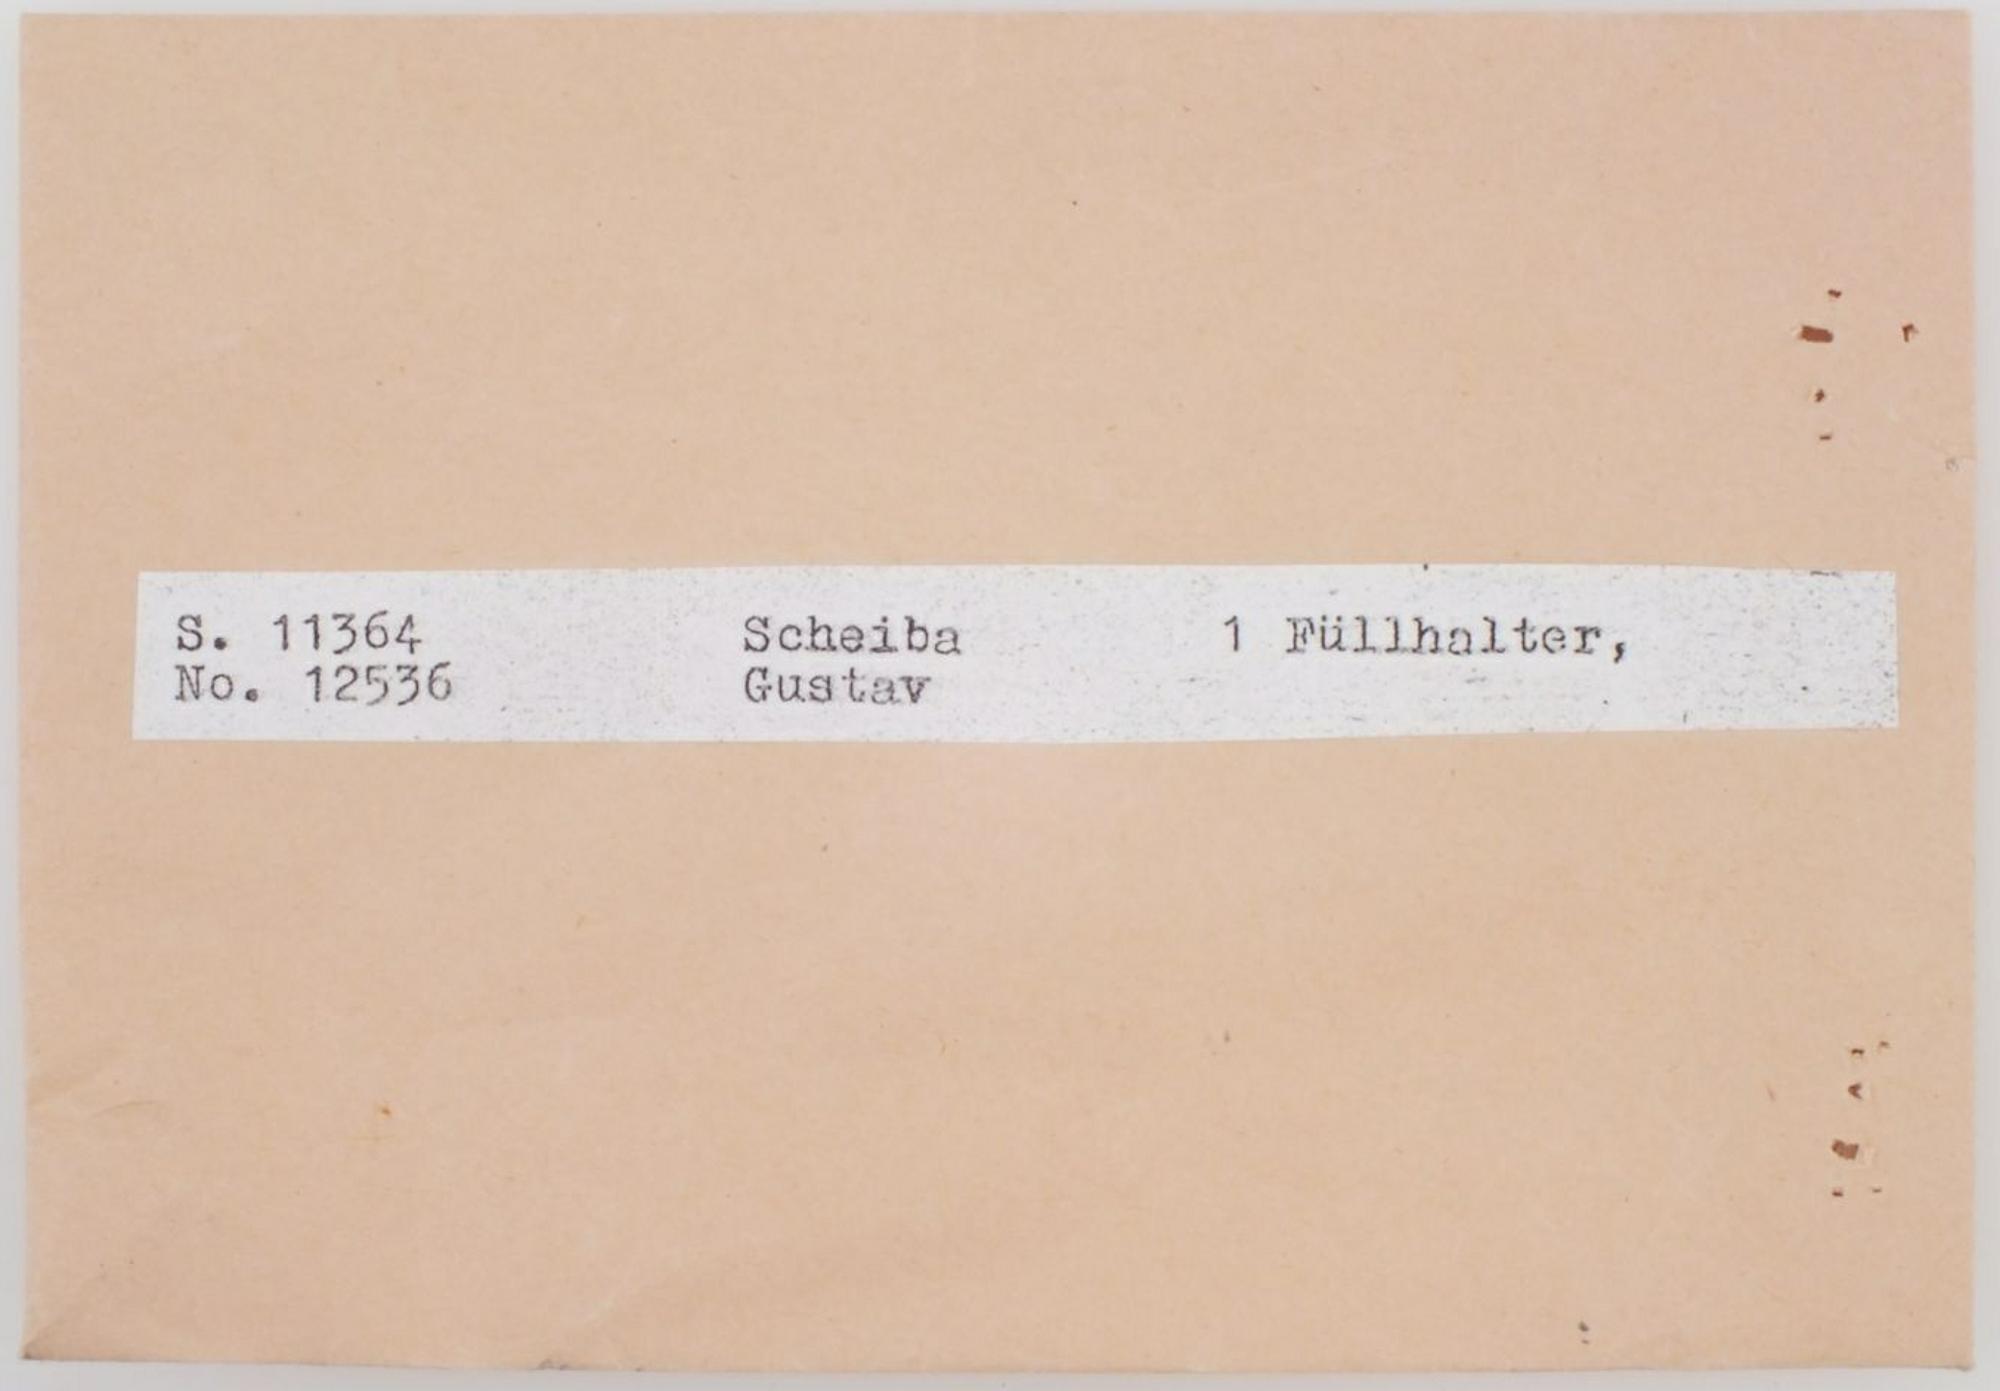 S. 11364 Scheiba 1 Füllhalter,
No. 12536 Gustav